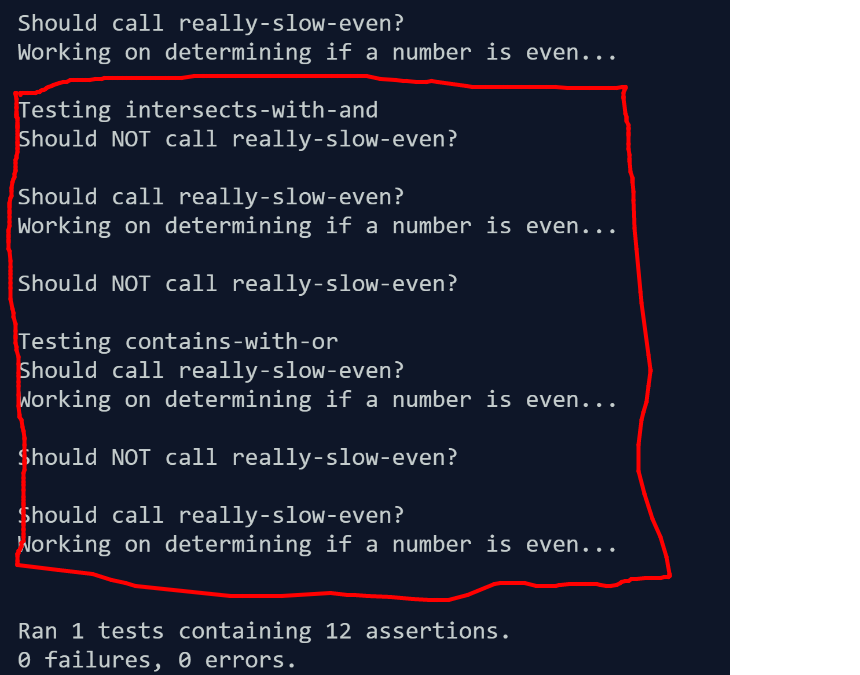 Should call really-slow-even?
Working on determining if a number is even...
Testing intersects-with-and
Should NOT call really-slow-even?
Should call really-slow-even?
Working on determining if a number is even...
Should NOT call really-slow-even?
Testing contains-with-or
Should call really-slow-even?
Working on determining if a number is even...
Should NOT call really-slow-even?
Should call really-slow-even?
Working on determining if a number is even...
Ran 1 tests containing 12 assertions.
0 failures, 0 errors.